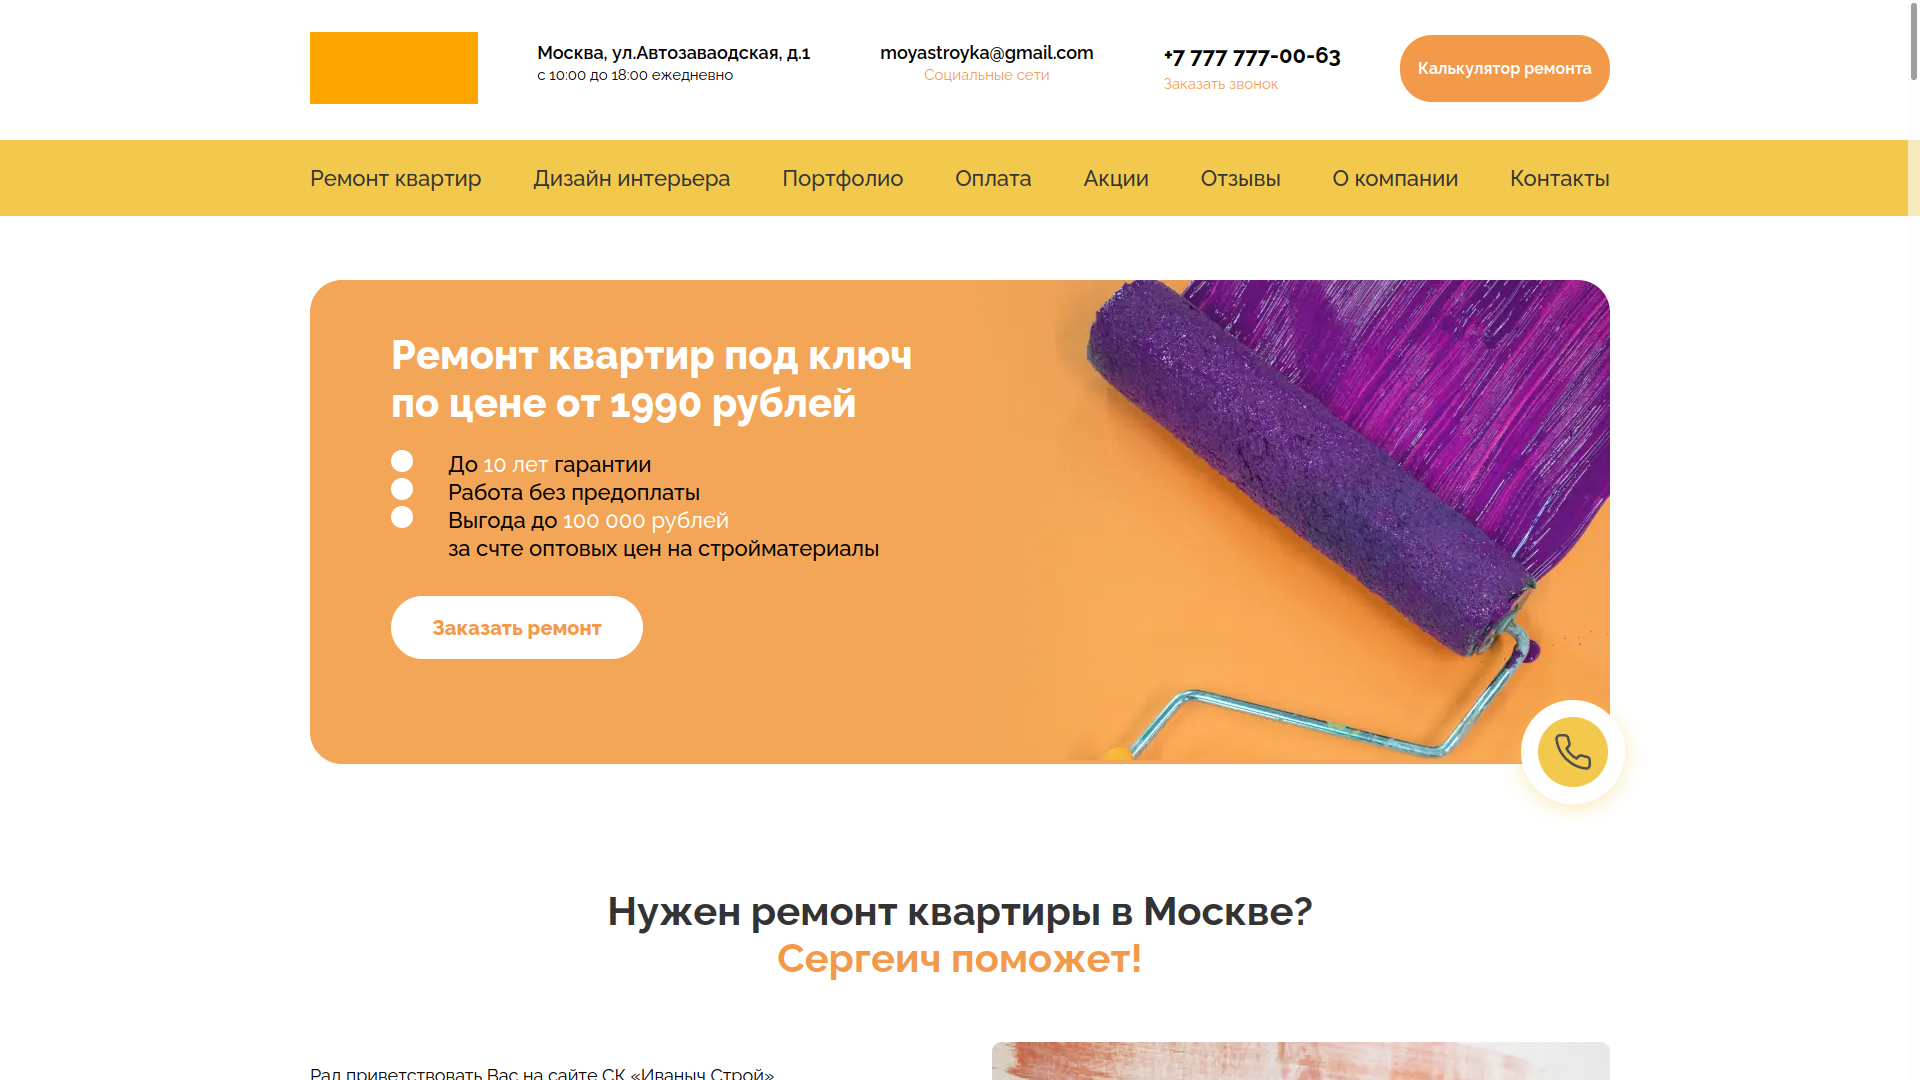 Москва, ул.Автозаваодская, д.1
с 10:00 до 18:00 ежедневно
moyastroyka@gmail.com
Социальные сети
+7 777 777-00-63
Заказать звонок
Калькулятор ремонта
Ремонт квартир
Дизайн интерьера
Портфолио
Оплата
Акции
Отзывы
О компании
Контакты
Ремонт квартир под ключ
по цене от 1990 рублей
До 10 лет гарантии
Работа без предоплаты
Выгода до 100 000 рублей
за счте оптовых цен на стройматериалы
Заказать ремонт
Нужен ремонт квартиры в Москве?
Сергеич поможет!
Рад приветствовать Вас на сайте СК «Иваныч Строй»